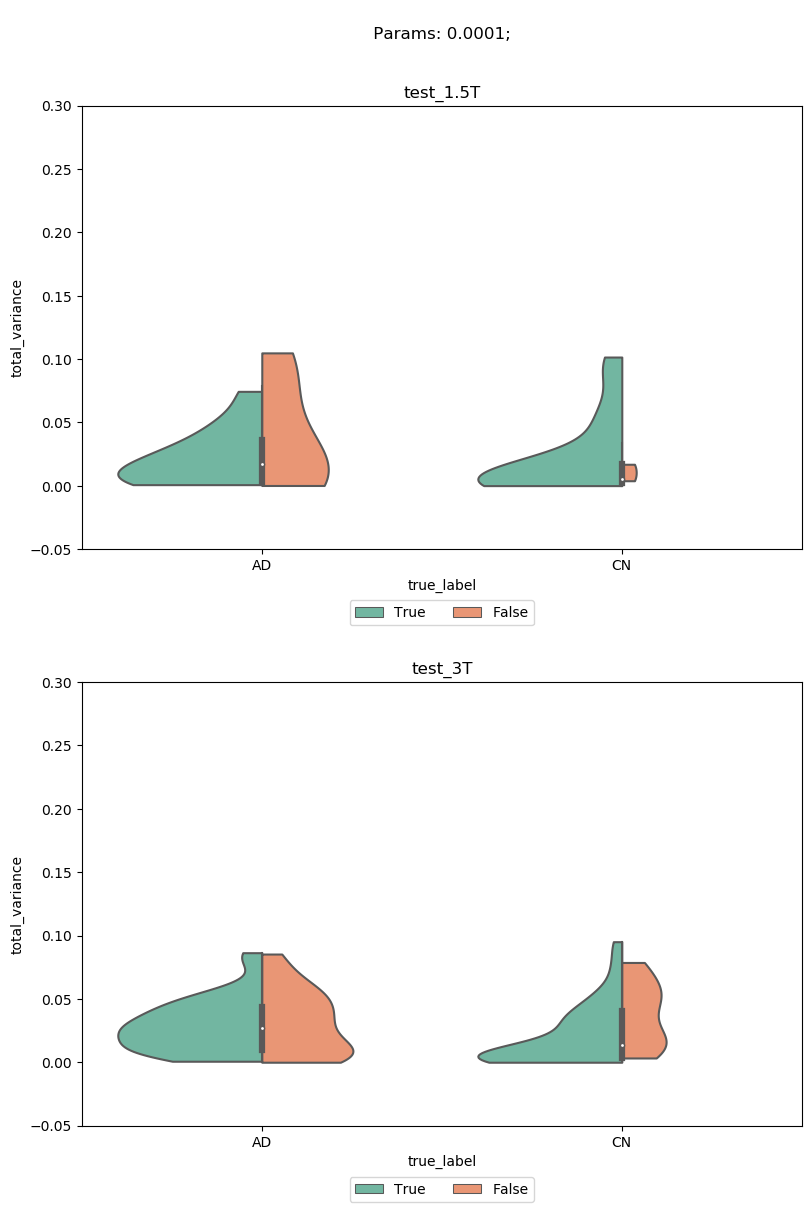 Params: 0.0001;
test_1.5T
0.30
0.25
0.20
0.15
0.10
0.05
0.00
−0.05
total_variance
AD CN
true_label
True False
test_3T
0.30
0.25
0.20
0.15
0.10
0.05
0.00
−0.05
total_variance
AD CN
true_label
True False